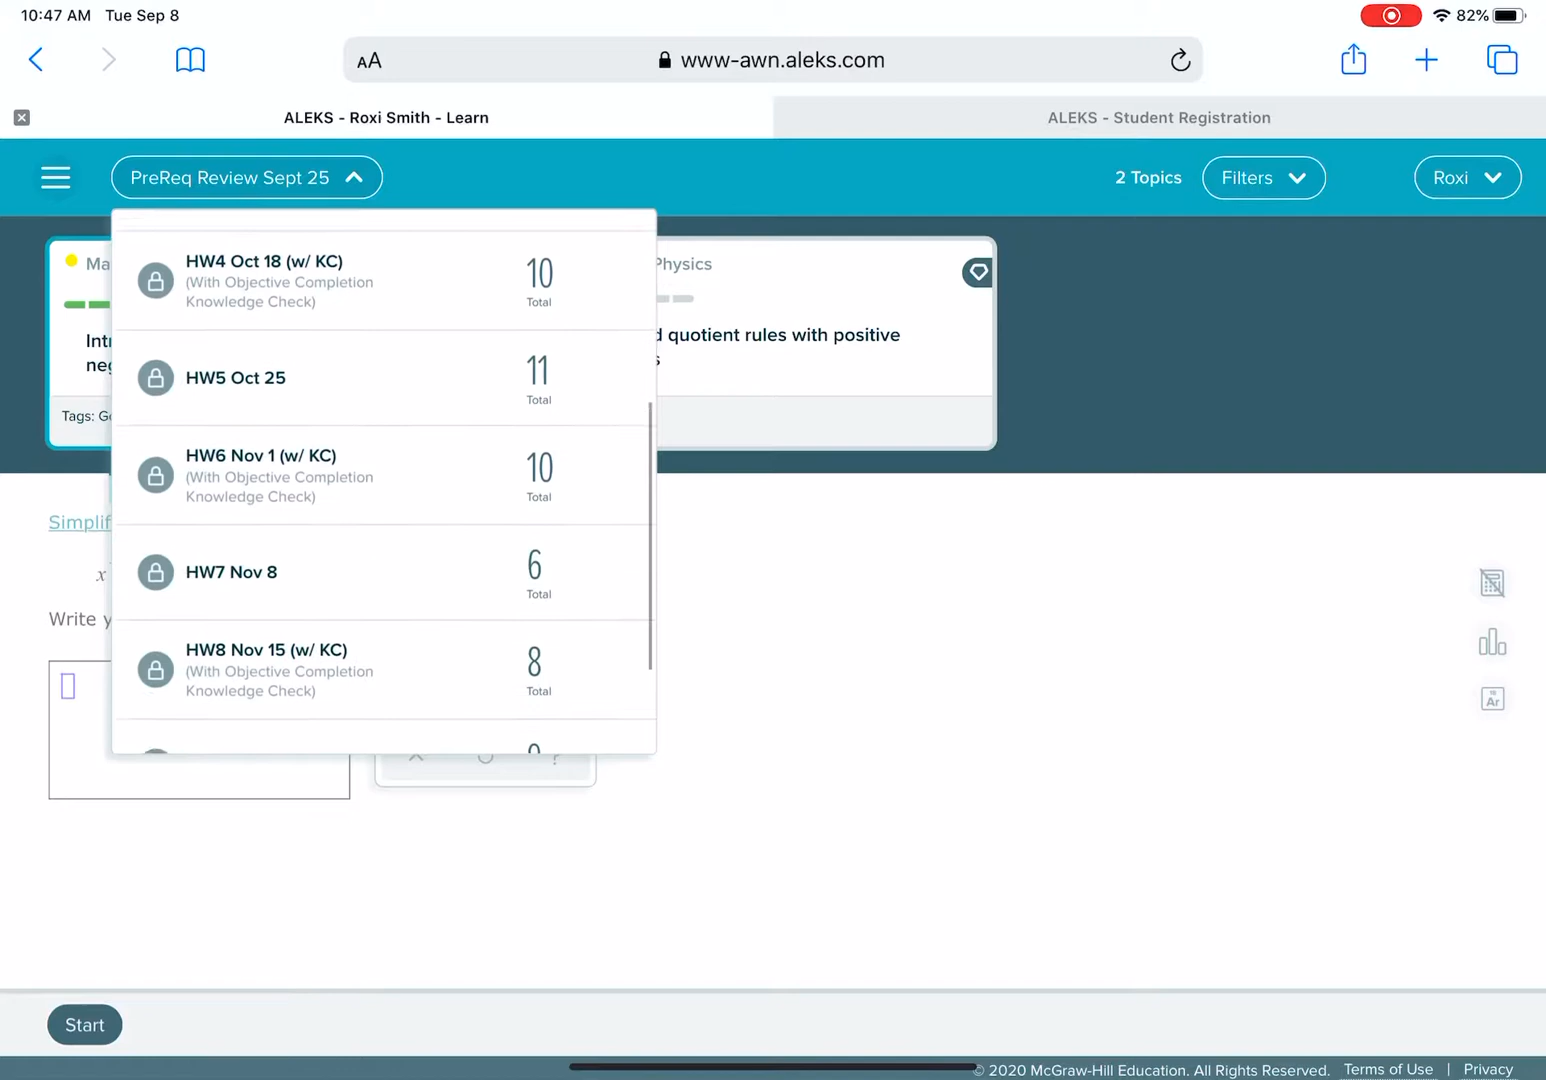 10:47 AM Tue Sep 8
82%
AA
www-awn.aleks.com
ALEKS - Roxi Smith - Learn
ALEKS - Student Registration
PreReq Review Sept 25
2 Topics
Filters
Roxi
HW4 Oct 18 (w/ KC)
(With Objective Completion
Knowledge Check)
10
Total
HW5 Oct 25
11
Total
HW6 Nov 1 (w/ KC)
(With Objective Completion
Knowledge Check)
10
Total
HW7 Nov 8
6
Total
HW8 Nov 15 (w/ KC)
(With Objective Completion
Knowledge Check)
8
Total
Physics
quotient rules with positive
Tags:
x
Write
Ar
Start
© 2020 McGraw-Hill Education. All Rights Reserved. Terms of Use | Privacy